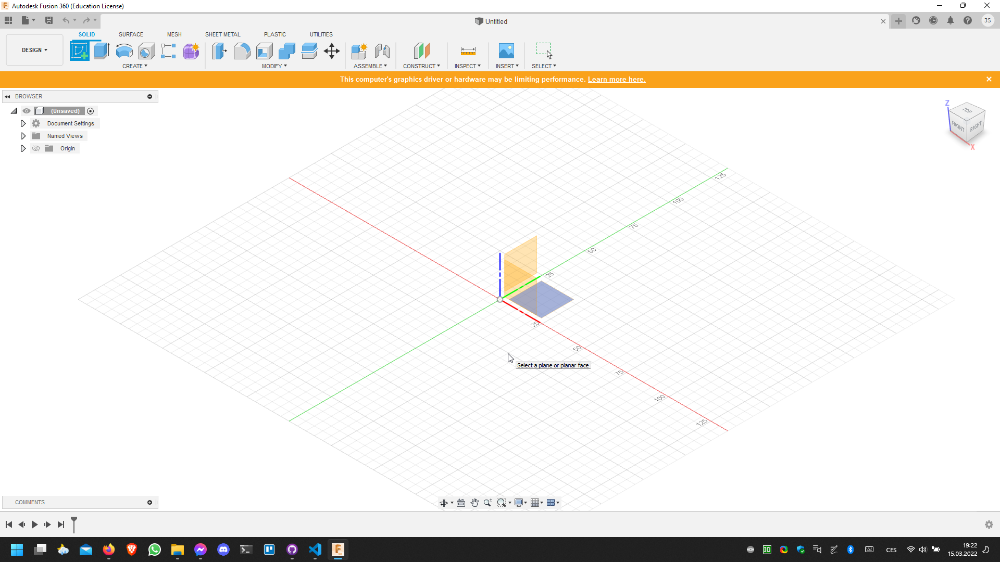 Autodesk Fusion 360 (Education License)
Untitled
JS
DESIGN
SOLID
SURFACE
MESH
SHEET METAL
PLASTIC
UTILITIES
CREATE
MODIFY
ASSEMBLE
CONSTRUCT
INSPECT
INSERT
SELECT
This computer's graphics driver or hardware may be limiting performance. Learn more here.
BROWSER
(Unsaved)
Document Settings
Named Views
Origin
Z
TOP
FRONT
RIGHT
X
125
100
75
50
25
25
50
75
100
125
Select a plane or planar face
COMMENTS
ID
CES
19:22
15.03.2022